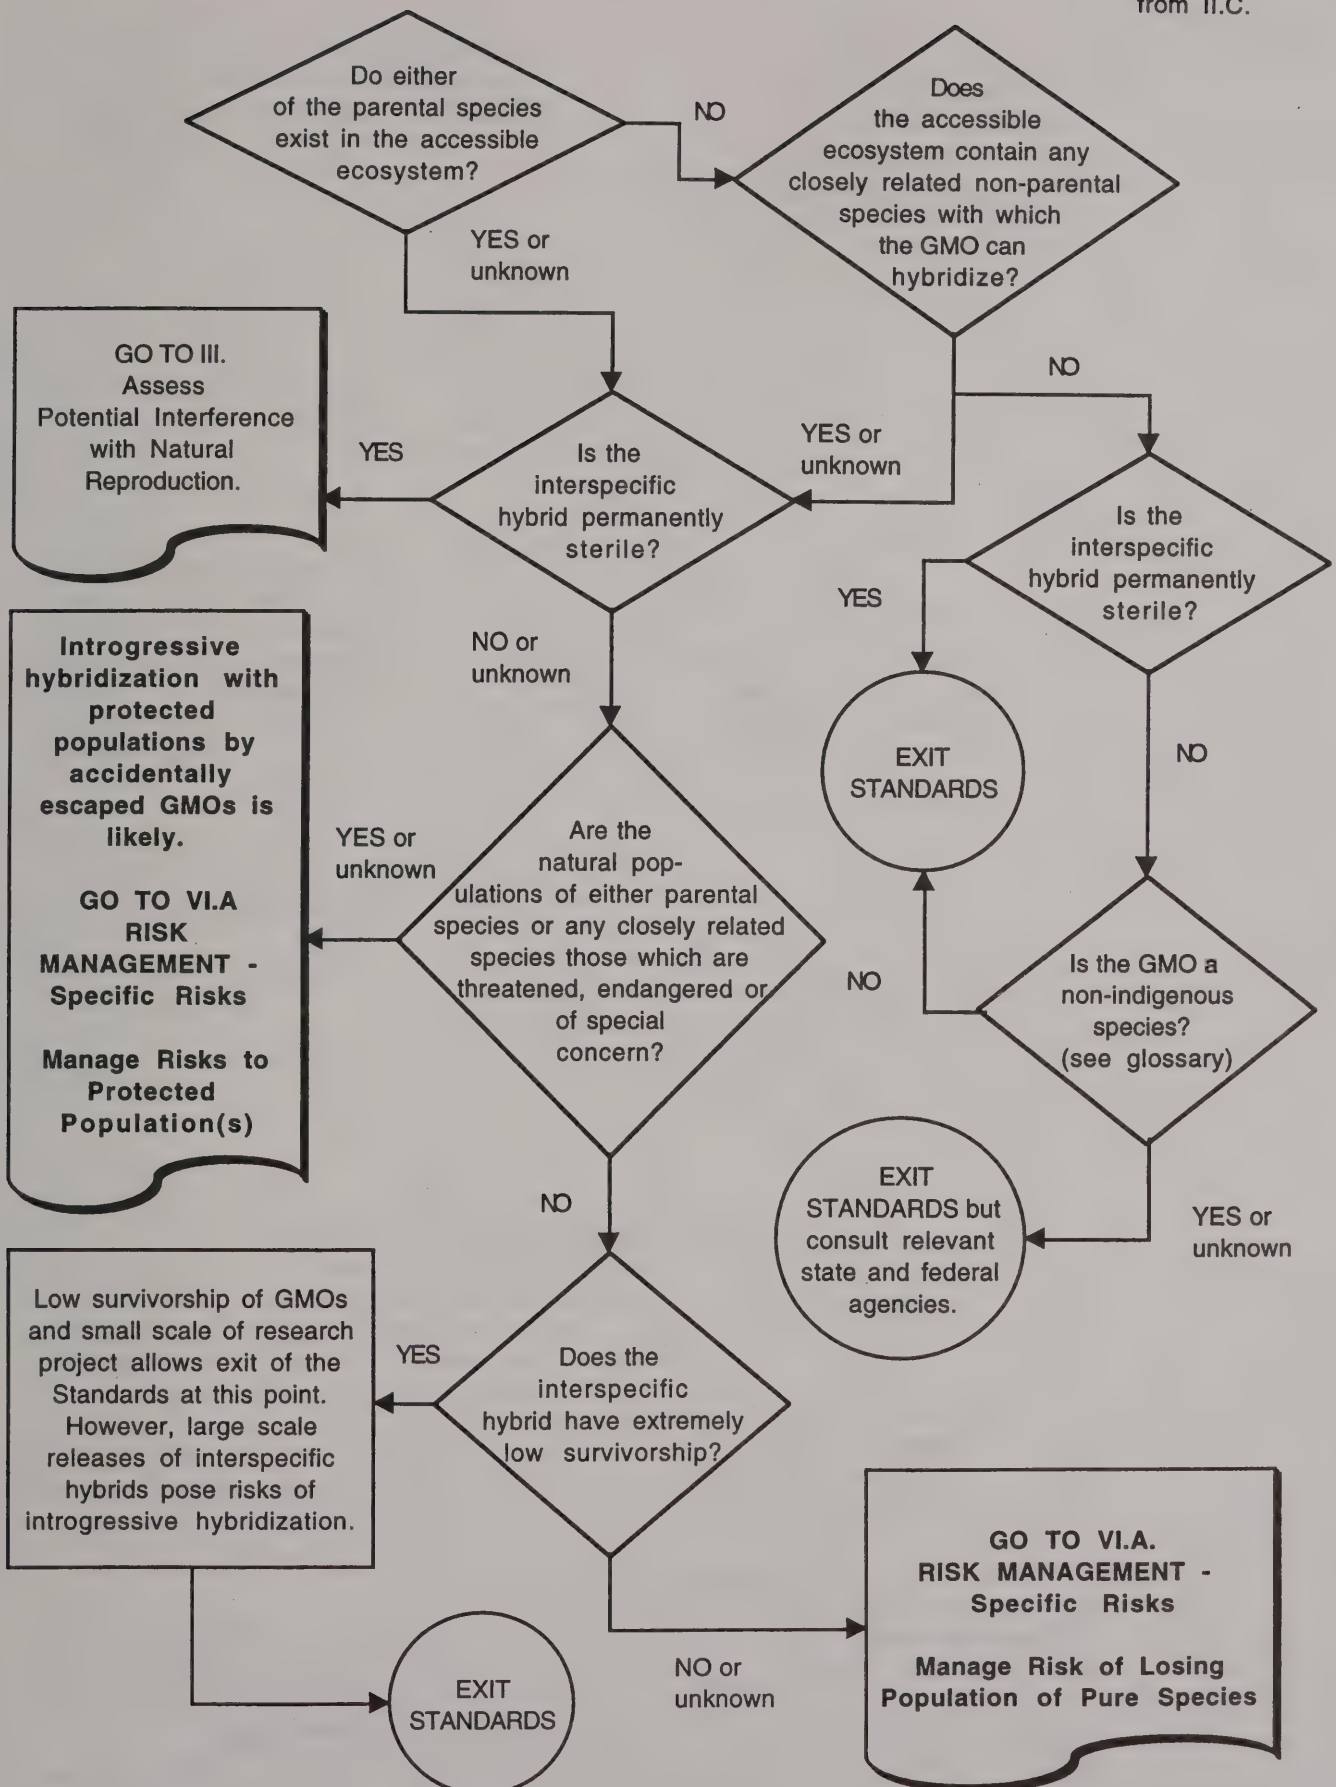 from II.C.
Do either
of the parental species
exist in the accessible
ecosystem?
NO
Does
the accessible
ecosystem contain any
closely related non-parental
species with which
the GMO can
hybridize?
YES or
unknown
NO
GO TO III.
Assess
Potential Interference
with Natural
Reproduction.
YES
Is the
interspecific
hybrid permanently
sterile?
YES or
unknown
Is the
interspecific
hybrid permanently
sterile?
YES
NO or
unknown
EXIT
STANDARDS
NO
Introgressive
hybridization with
protected
populations by
accidentally
escaped GMOs is
likely.
GO TO VI.A
RISK
MANAGEMENT -
Specific Risks
Manage Risks to
Protected
Population(s)
YES or
unknown
Are the
natural pop-
ulations of either parental
species or any closely related
species those which are
threatened, endangered or
of special
concern?
NO
Is the GMO a
non-indigenous
species?
(see glossary)
NO
EXIT
STANDARDS but
consult relevant
state and federal
agencies.
YES or
unknown
Low survivorship of GMOs
and small scale of research
project allows exit of the
Standards at this point.
However, large scale
releases of interspecific
hybrids pose risks of
introgressive hybridization.
YES
Does the
interspecific
hybrid have extremely
low survivorship?
EXIT
STANDARDS
NO or
unknown
GO TO VI.A.
RISK MANAGEMENT -
Specific Risks
Manage Risk of Losing
Population of Pure Species